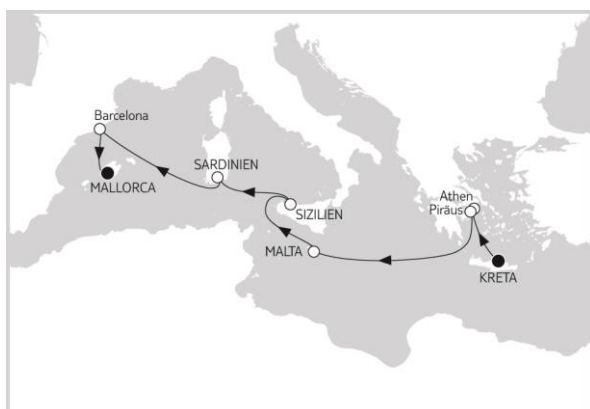 Barcelona
SARDINIEN
MALLORCA
Athen
Piräus
SIZILIEN
MALTA
KRETA